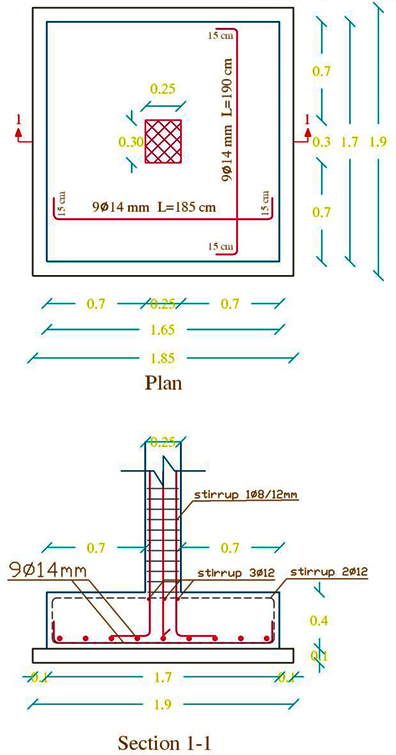 15 cm
0.25
0.7
9Ø14 mm L=190 cm
1
1
0.30
0.3
1.7
1.9
9Ø14 mm L=185 cm
15 cm
15 cm
0.7
15 cm
0.7
0.25
0.7
1.65
1.85
Plan
0.25
stirrup 1Ø8/12mm
0.7
0.7
9Ø14mm
stirrup 3Ø12
stirrup 2Ø12
0.4
0.1
0.1
1.7
0.1
1.9
Section 1-1